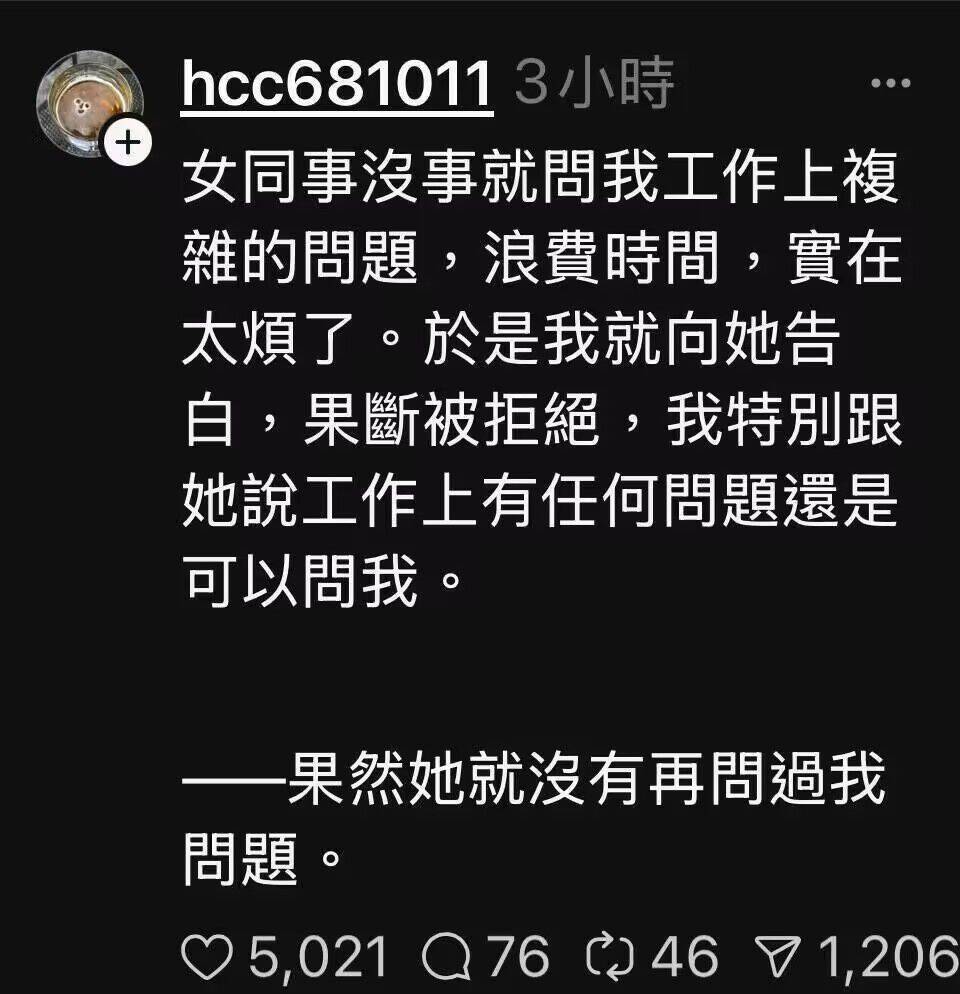 hcc681011 3小時
女同事沒事就問我工作上複
雜的問題，浪費時間，實在
太煩了。於是我就向她告
白，果斷被拒絕，我特別跟
她說工作上有任何問題還是
可以問我。
——果然她就沒有再問過我
問題。
5,021 76 46 1,206